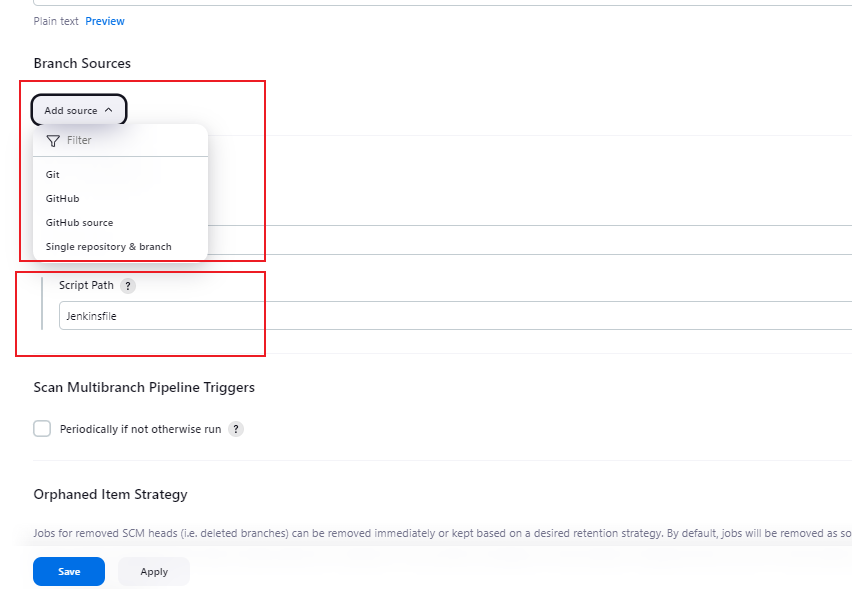 Plain text Preview
Branch Sources
Add source
Filter
Git
GitHub
GitHub source
Single repository & branch
Script Path ?
Jenkinsfile
Scan Multibranch Pipeline Triggers
Periodically if not otherwise run ?
Orphaned Item Strategy
Jobs for removed SCM heads (i.e. deleted branches) can be removed immediately or kept based on a desired retention strategy. By default, jobs will be removed as so
Save Apply